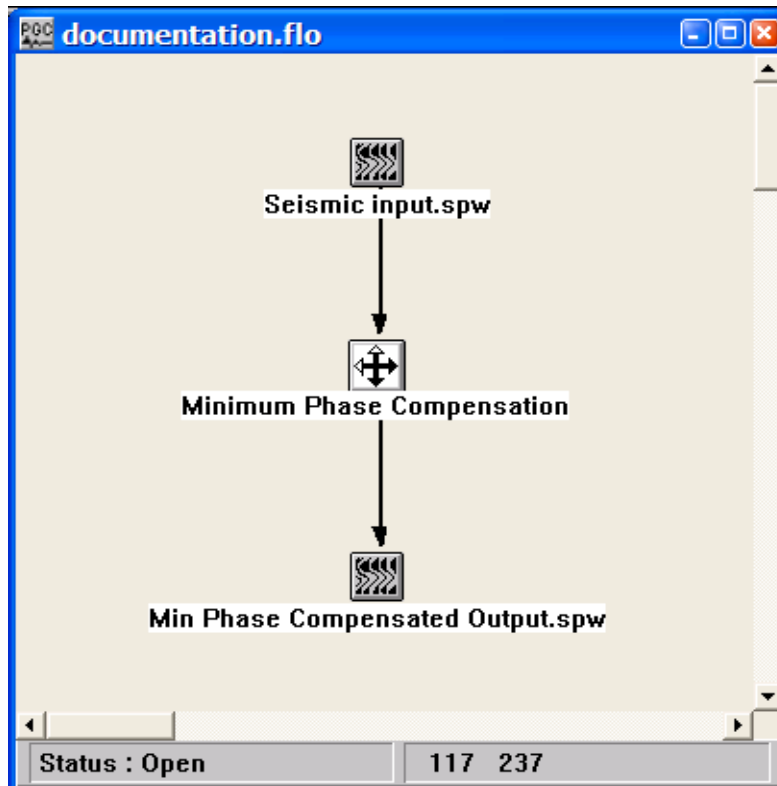 documentation.flo
Seismic input.spw
Minimum Phase Compensation
Min Phase Compensated Output.spw
Status : Open
117 237